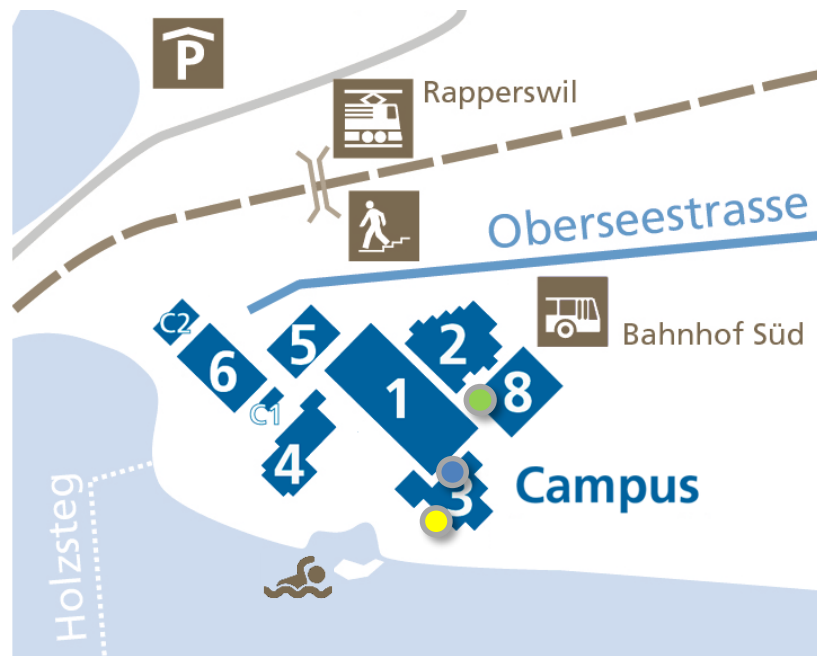 P
Rapperswil
Oberseestrasse
Bahnhof Süd
C2
5
2
6
1
8
C1
4
3
Campus
Holzsteg